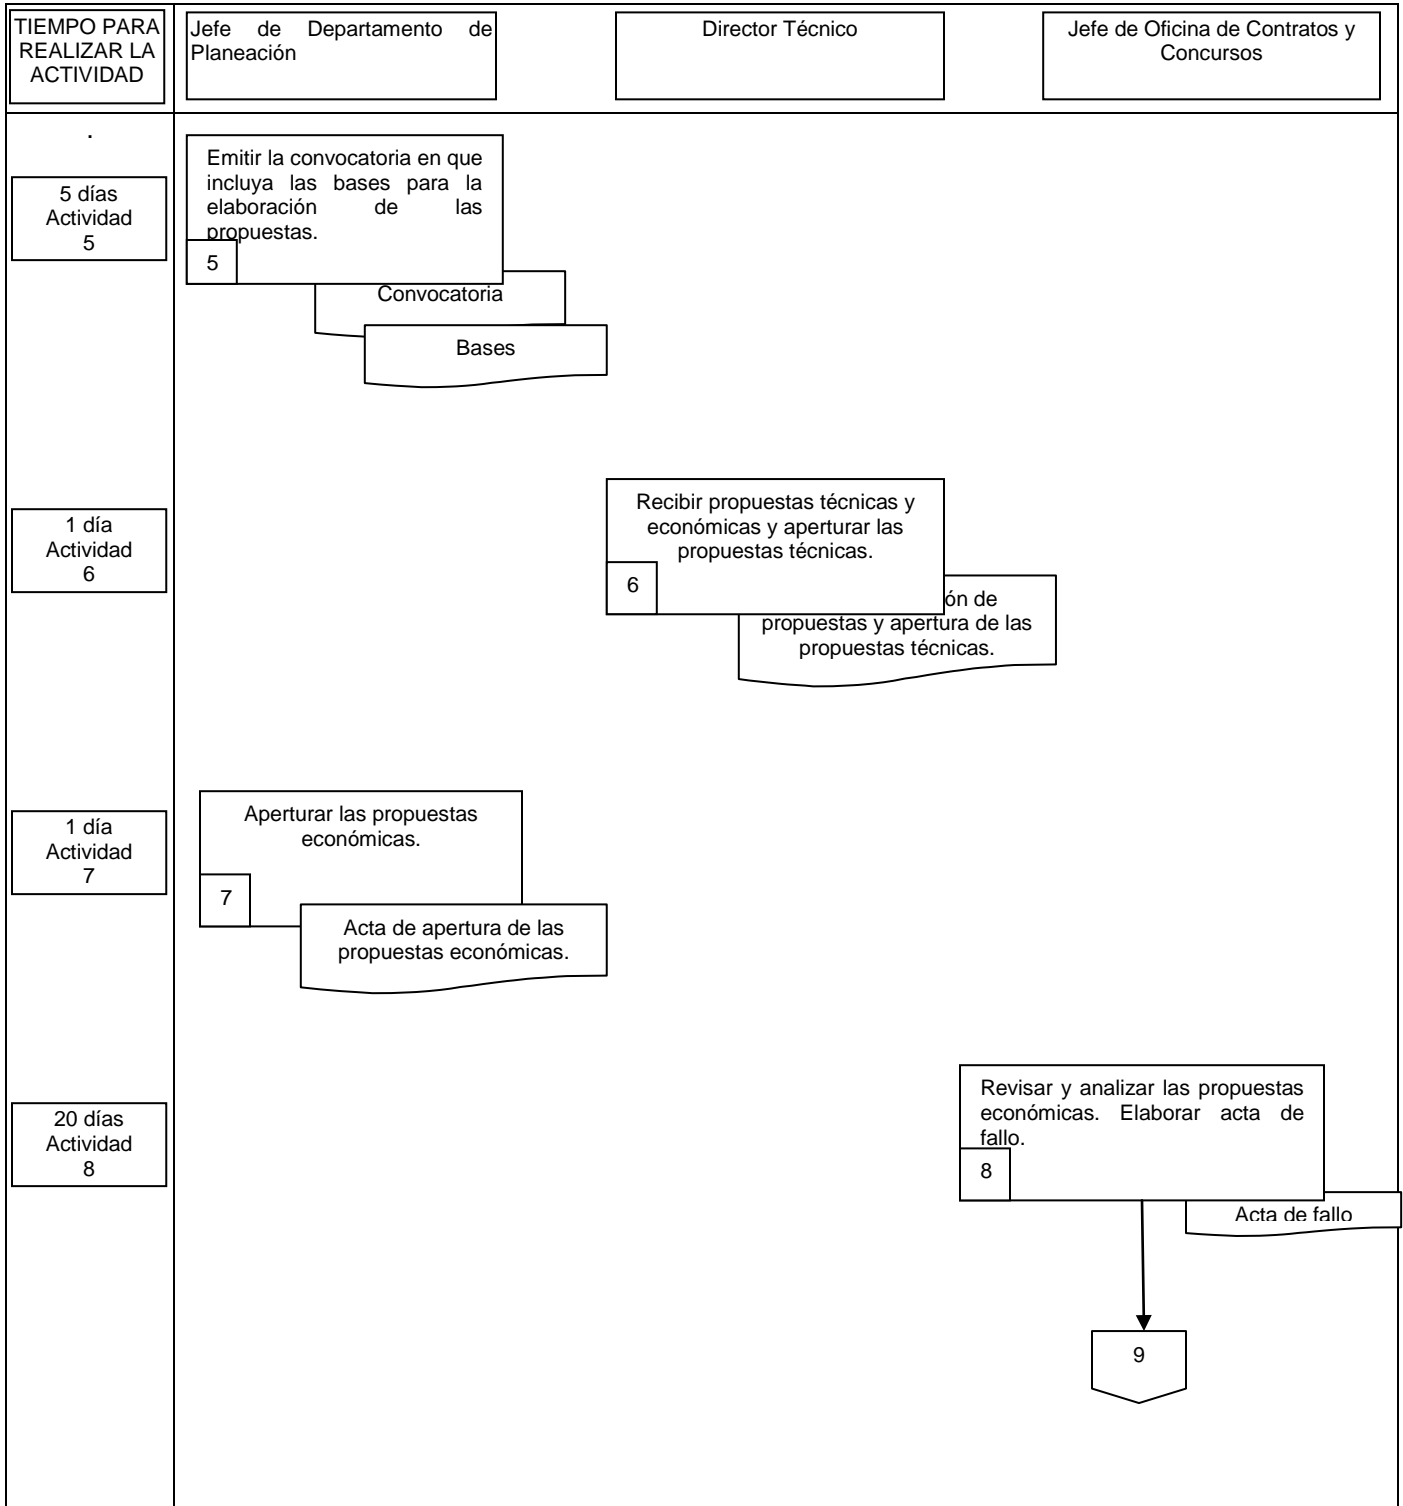 TIEMPO PARA
REALIZAR LA
ACTIVIDAD
Jefe de Departamento de
Planeación
Director Técnico
Jefe de Oficina de Contratos y
Concursos
.
5 días
Actividad
5
Emitir la convocatoria en que
incluya las bases para la
elaboración de las
propuestas.
5
Convocatoria
Bases
1 día
Actividad
6
Recibir propuestas técnicas y
económicas y aperturar las
propuestas técnicas.
6
ón de
propuestas y apertura de las
propuestas técnicas.
1 día
Actividad
7
Aperturar las propuestas
económicas.
7
Acta de apertura de las
propuestas económicas.
20 días
Actividad
8
Revisar y analizar las propuestas
económicas. Elaborar acta de
fallo.
8
Acta de fallo
9